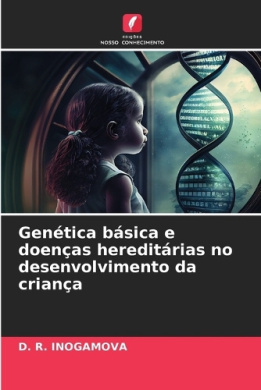 edições
NOSSO CONHECIMENTO
Genética básica e
doenças hereditárias no
desenvolvimento da
criança
D. R. INOGAMOVA